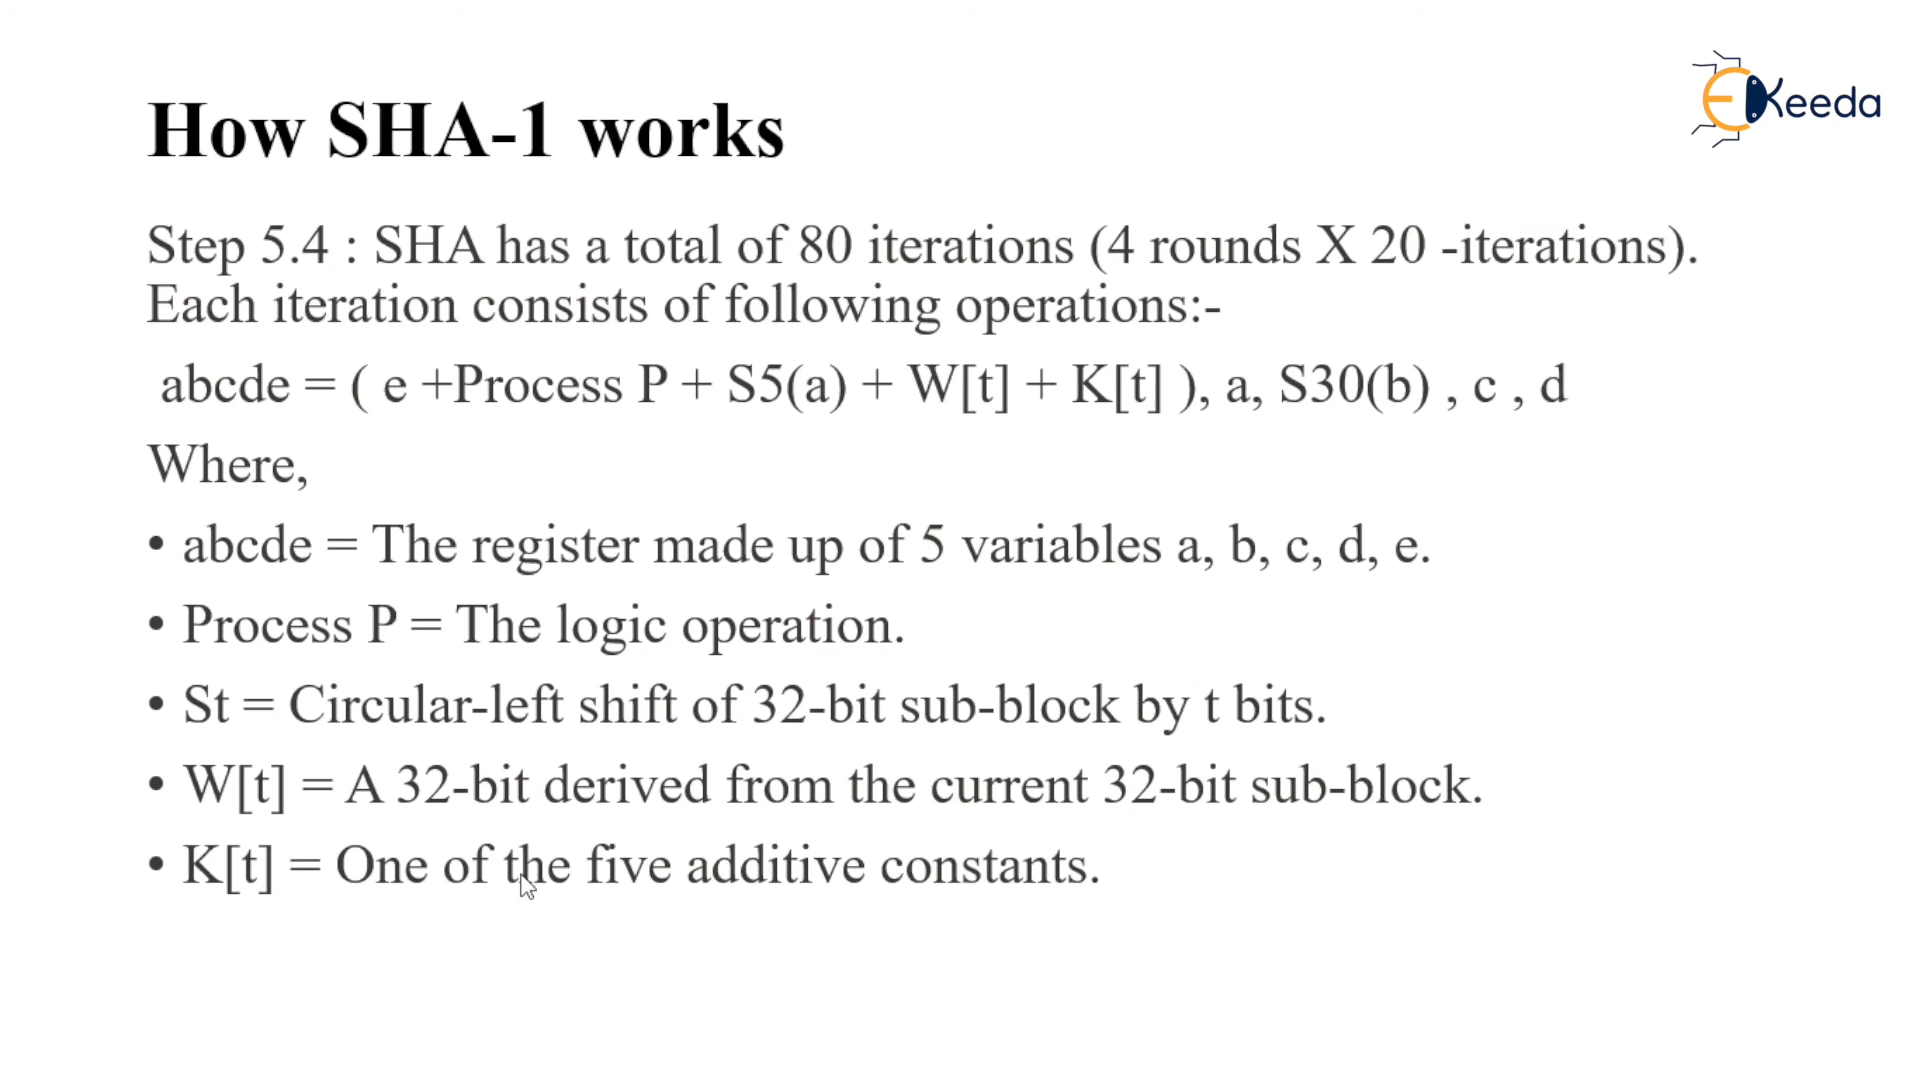 EKeeda
How SHA-1 works
Step 5.4 : SHA has a total of 80 iterations (4 rounds X 20 -iterations).
Each iteration consists of following operations:-
abcde = ( e +Process P + S5(a) + W[t] + K[t] ), a, S30(b) , c , d
Where,
• abcde = The register made up of 5 variables a, b, c, d, e.
• Process P = The logic operation.
• St = Circular-left shift of 32-bit sub-block by t bits.
• W[t] = A 32-bit derived from the current 32-bit sub-block.
• K[t] = One of the five additive constants.